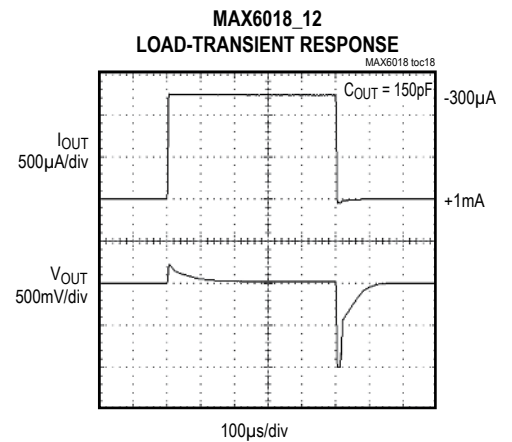 MAX6018_12
LOAD-TRANSIENT RESPONSE
MAX6018 toc18
COUT = 150pF
-300µA
IOUT
500µA/div
+1mA
VOUT
500mV/div
100µs/div